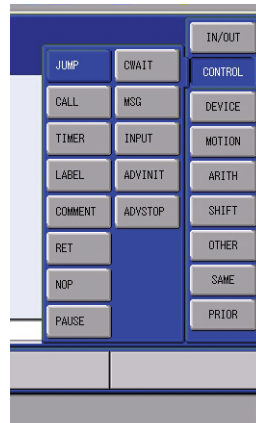 IN/OUT
JUMP CWAIT CONTROL
CALL MSG DEVICE
TIMER INPUT MOTION
LABEL ADVINIT ARITH
COMMENT ADVSTOP SHIFT
RET OTHER
NOP SAME
PAUSE PRIOR